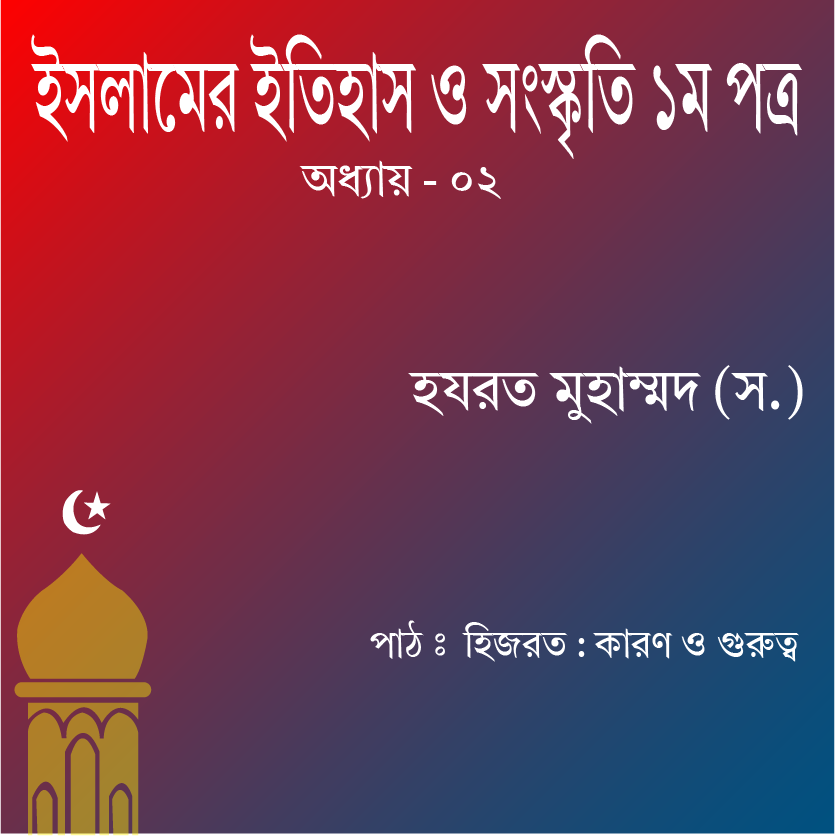 ইসলামের ইতিহাস ও সংস্কৃতি ১ম পত্র
অধ্যায় - ০২
হযরত মুহাম্মদ (স.)
পাঠ ঃ হিজরত : কারণ ও গুরুত্ব